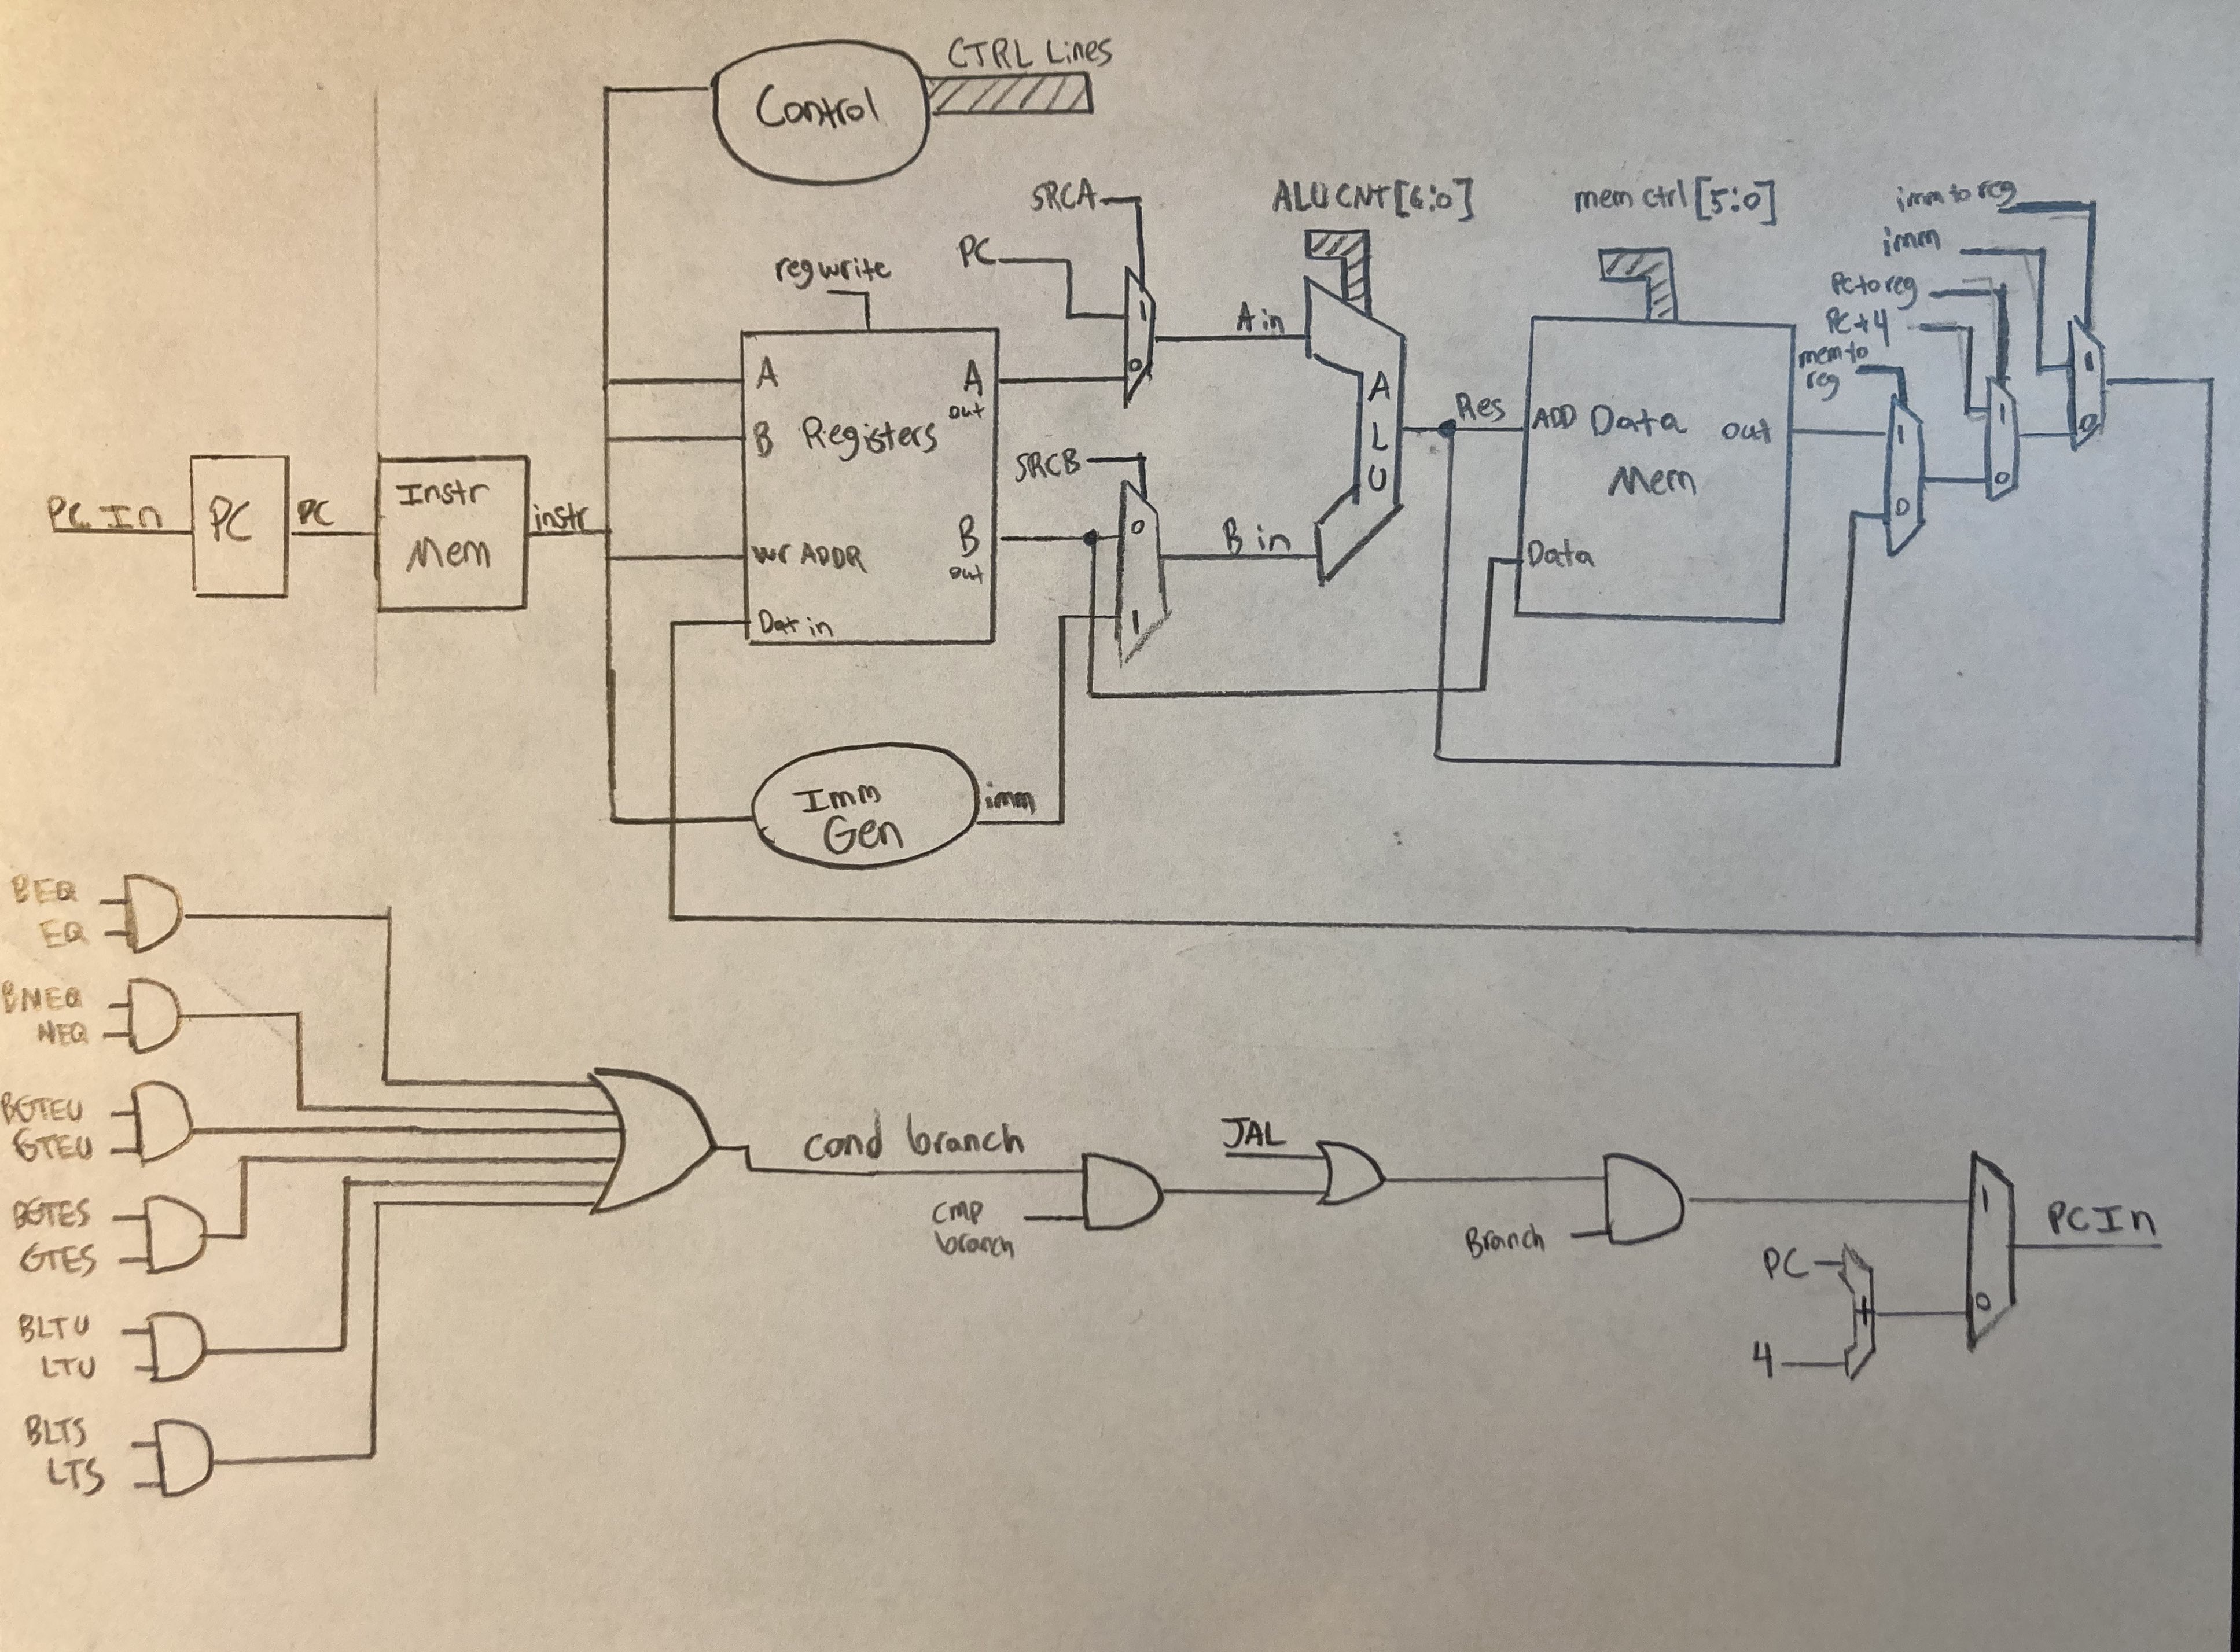 CTRL Lines
Control
SRCA
ALU CNT [6:0]
mem ctrl [5:0]
imm to reg
imm
PC
regwrite
PC to reg
PC+4
mem to
reg
1
0
A in
A
L
U
1
0
1
0
1
0
A
A
out
B
Registers
SRCB
Res
ADD
Data
Mem
out
PC In
PC
PC
Instr
Mem
instr
B
out
0
1
B in
Wr ADDR
Data
Dat in
Imm
Gen
imm
BEQ
EQ
BNEQ
NEQ
BGTEU
GTEU
BGTES
GTES
BLTU
LTU
BLTS
LTS
cond branch
cmp
branch
JAL
Branch
PC
+
4
1
0
PC In